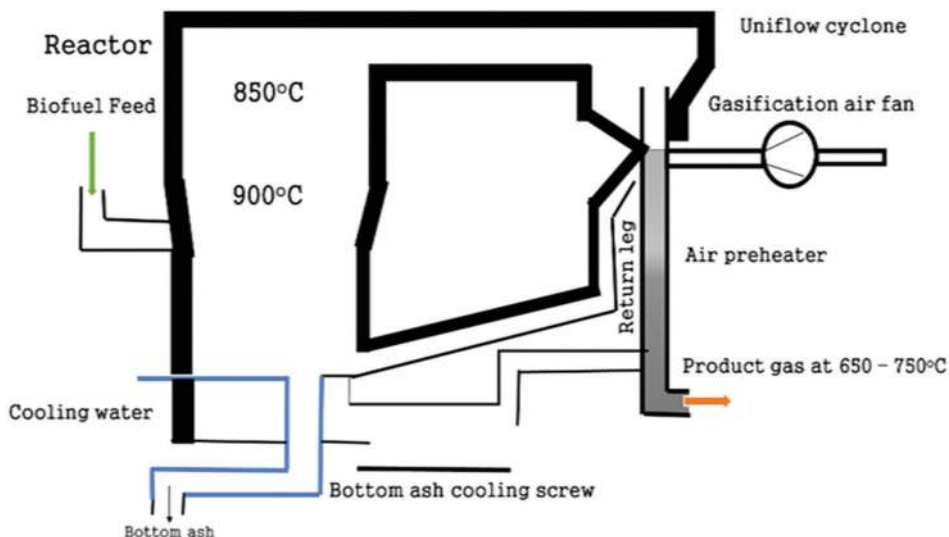 Reactor
Uniflow cyclone
Biofuel Feed
850°C
Gasification air fan
900°C
Return leg
Air preheater
Product gas at 650 – 750°C
Cooling water
Bottom ash cooling screw
Bottom ash